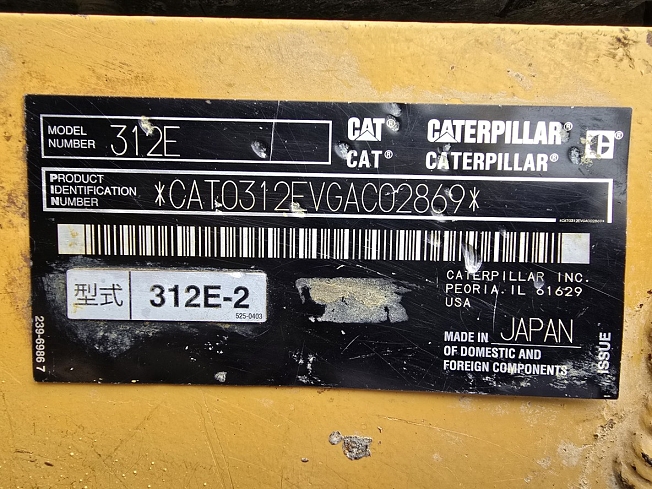 MODEL
NUMBER 312E
CAT® CATERPILLAR®
CAT® CATERPILLAR®
PRODUCT
IDENTIFICATION
NUMBER *CAT0312EVGAC02869*
CATERPILLAR INC.
PEORIA, IL 61629
USA
型式 312E-2
525-0403
MADE IN JAPAN
OF DOMESTIC AND
FOREIGN COMPONENTS
239-6986 7
ISSUE